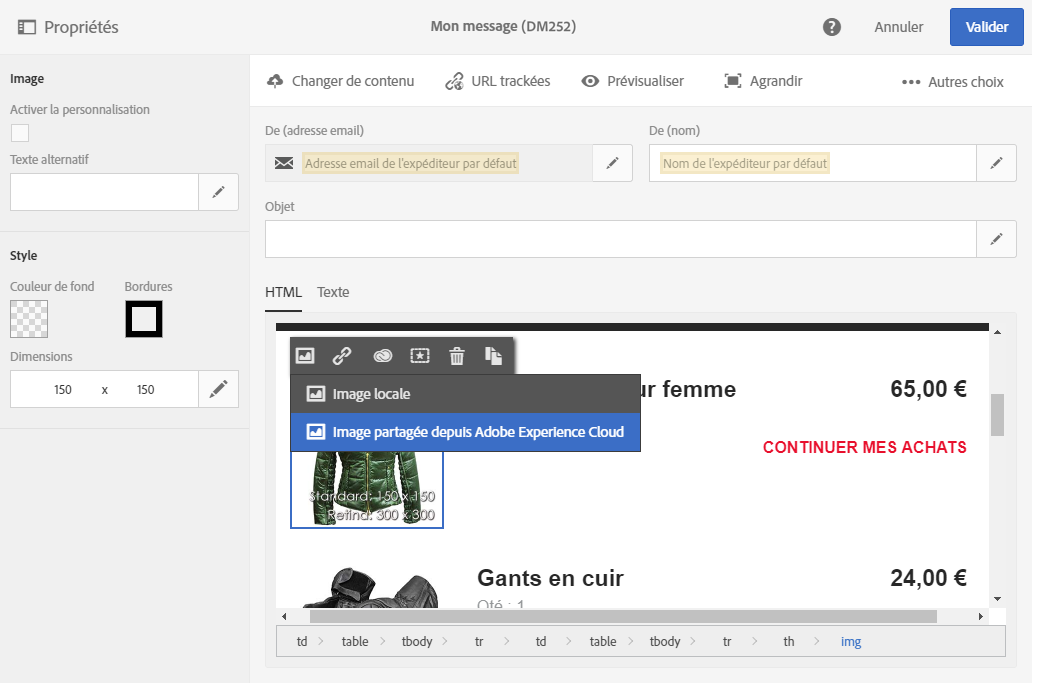 Propriétés
Mon message (DM252)
?
Annuler
Valider
Image
Activer la personnalisation
Texte alternatif
Style
Couleur de fond
Bordures
Dimensions
150 x 150
Changer de contenu
URL trackées
Prévisualiser
Agrandir
Autres choix
De (adresse email)
De (nom)
Adresse email de l'expéditeur par défaut
Nom de l'expéditeur par défaut
Objet
HTML
Texte
Image locale
Image partagée depuis Adobe Experience Cloud
ur femme
65,00 €
CONTINUER MES ACHATS
Standard: 150 x 150
Retina: 300 x 300
Gants en cuir
24,00 €
Qté : 1
td > table > tbody > tr > td > table > tbody > tr > th > img